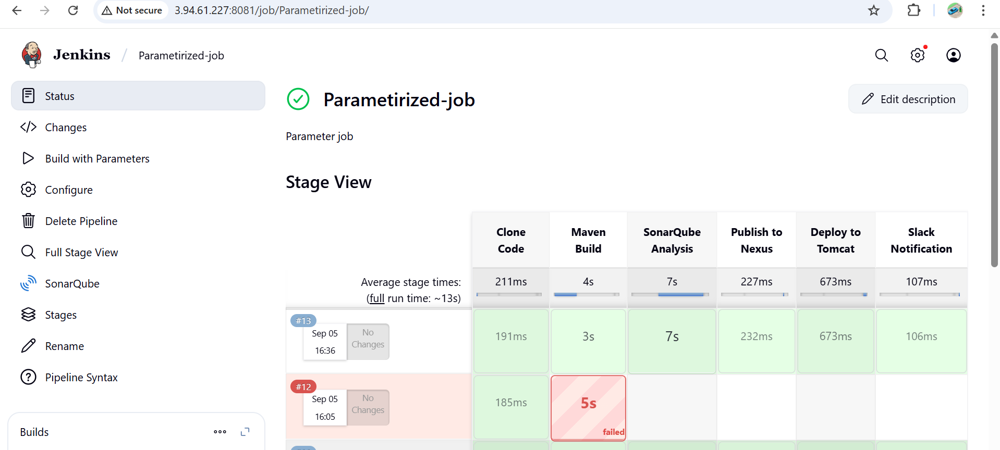 Not secure 3.94.61.227:8081/job/Parametirized-job/
Jenkins / Parametirized-job
Status
Changes
Build with Parameters
Configure
Delete Pipeline
Full Stage View
SonarQube
Stages
Rename
Pipeline Syntax
Builds
Parametirized-job
Edit description
Parameter job
Stage View
Clone
Code
Maven
Build
SonarQube
Analysis
Publish to
Nexus
Deploy to
Tomcat
Slack
Notification
Average stage times:
(full run time: ~13s)
211ms
4s
7s
227ms
673ms
107ms
#13
Sep 05
16:36
No
Changes
191ms
3s
7s
232ms
673ms
106ms
#12
Sep 05
16:05
No
Changes
185ms
5s
failed